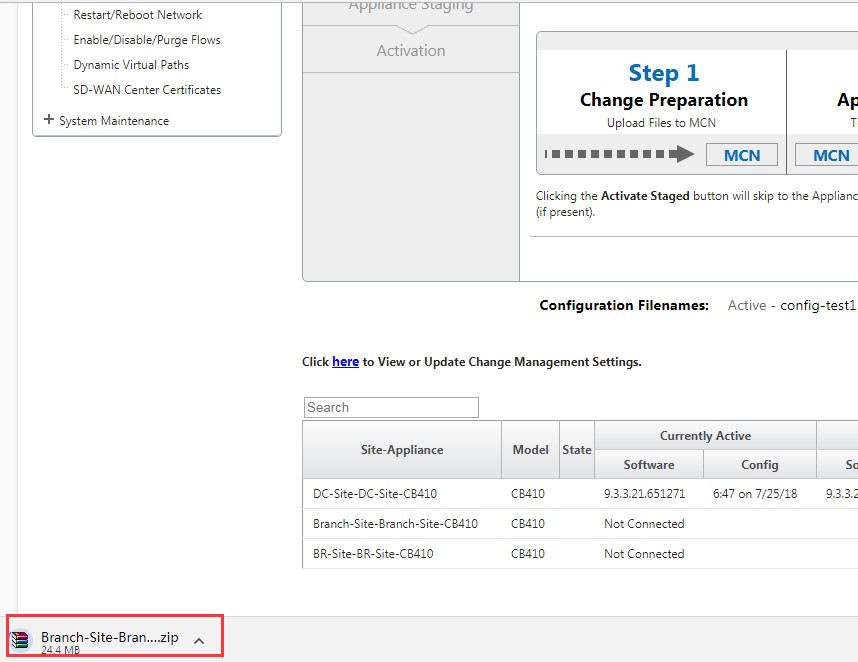 Restart/Reboot Network
Enable/Disable/Purge Flows
Dynamic Virtual Paths
SD-WAN Center Certificates
+ System Maintenance
Appliance Staging
Activation
Step 1
Change Preparation
Upload Files to MCN
MCN
Ap
T
MCN
Clicking the Activate Staged button will skip to the Applianc
(if present).
Configuration Filenames: Active - config-test1.
Click here to View or Update Change Management Settings.
Search
Site-Appliance Model State Currently Active
Software Config So
DC-Site-DC-Site-CB410 CB410 9.3.3.21.651271 6:47 on 7/25/18 9.3.3.2
Branch-Site-Branch-Site-CB410 CB410 Not Connected
BR-Site-BR-Site-CB410 CB410 Not Connected
Branch-Site-Bran....zip
24.4 MB